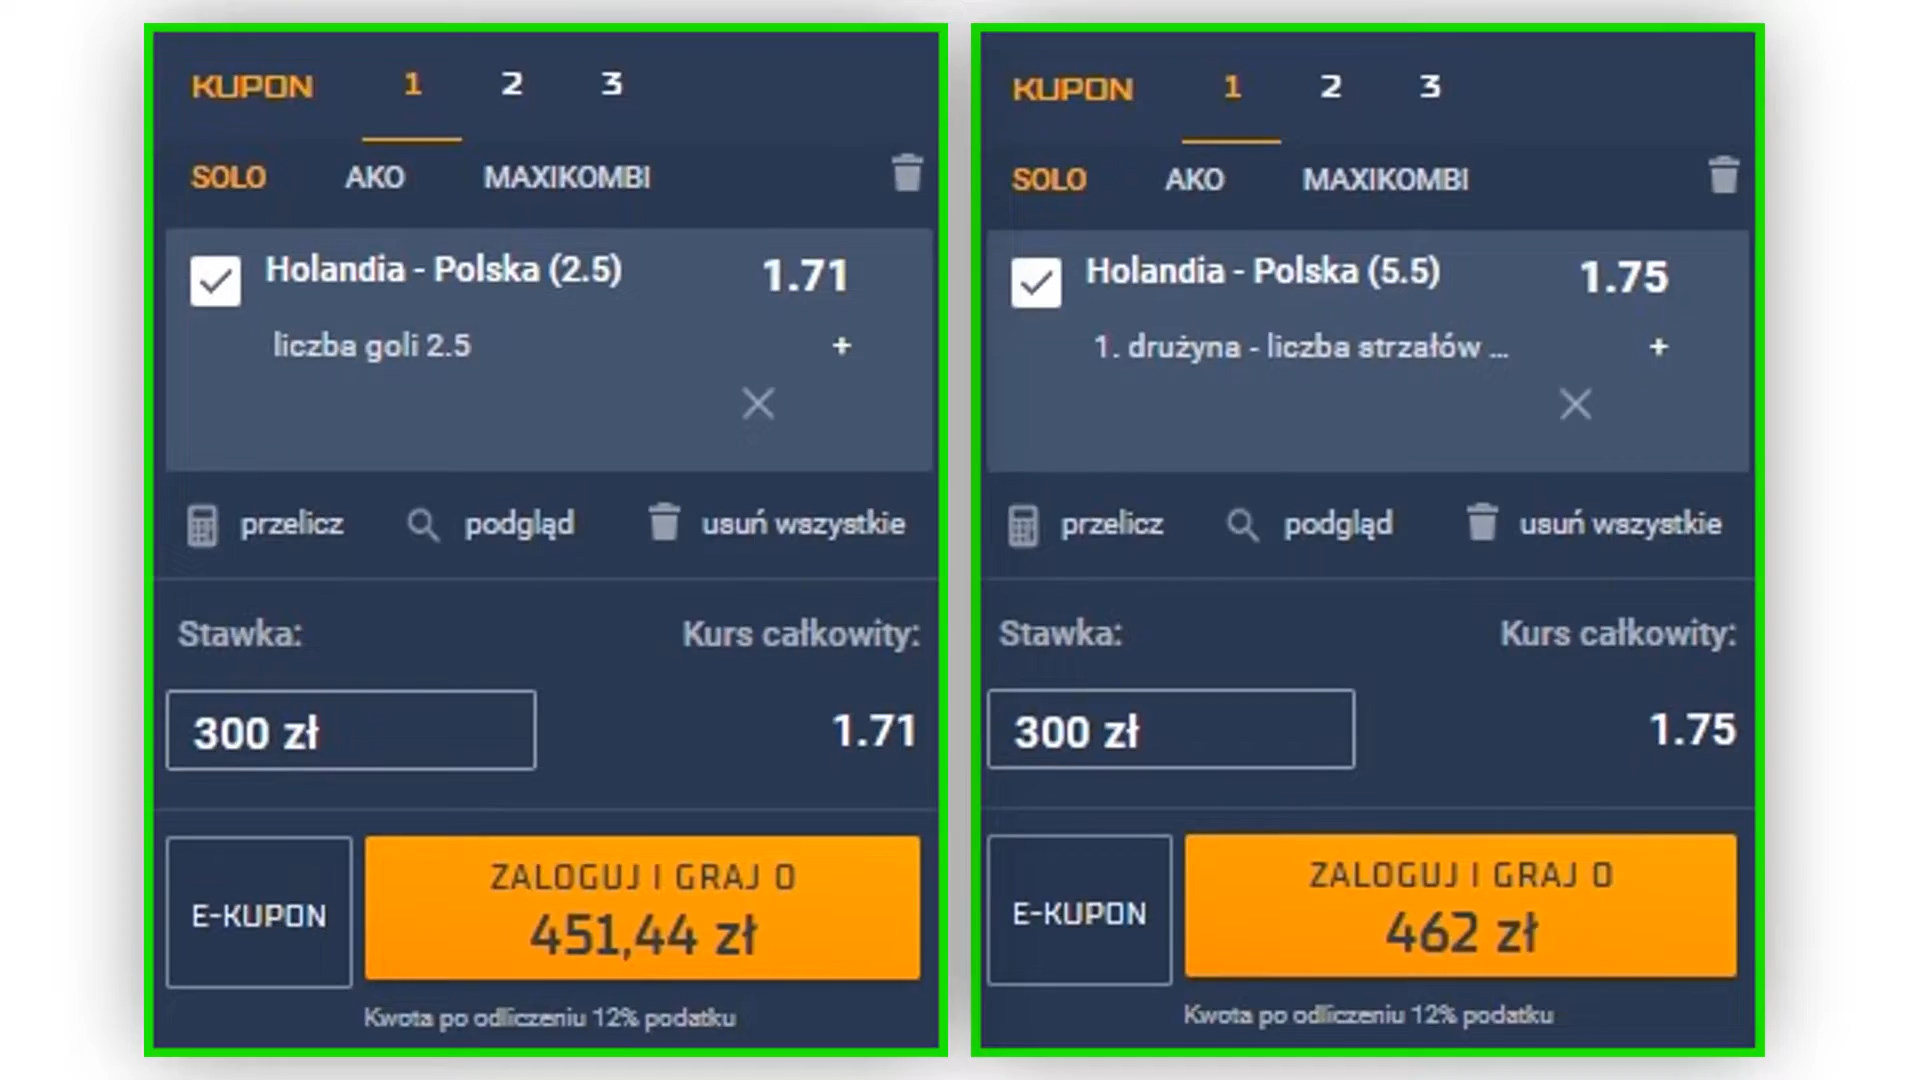 KUPON 1 2 3
SOLO AKO MAXIKOMBI
Holandia - Polska (2.5) 1.71
liczba goli 2.5 +
przelicz podgląd usuń wszystkie
Stawka: Kurs całkowity:
300 zł 1.71
E-KUPON
ZALOGUJ I GRAJ O
451,44 zł
Kwota po odliczeniu 12% podatku
KUPON 1 2 3
SOLO AKO MAXIKOMBI
Holandia - Polska (5.5) 1.75
1. drużyna - liczba strzałów ... +
przelicz podgląd usuń wszystkie
Stawka: Kurs całkowity:
300 zł 1.75
E-KUPON
ZALOGUJ I GRAJ O
462 zł
Kwota po odliczeniu 12% podatku